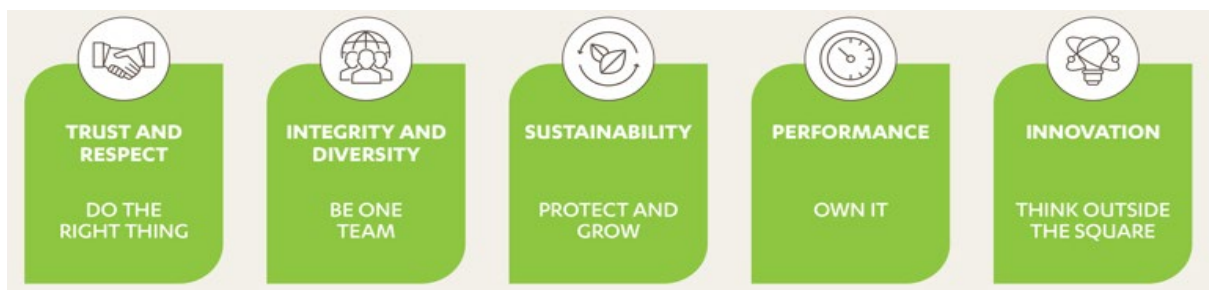 TRUST AND
RESPECT
DO THE
RIGHT THING
INTEGRITY AND
DIVERSITY
BE ONE
TEAM
SUSTAINABILITY
PROTECT AND
GROW
PERFORMANCE
OWN IT
INNOVATION
THINK OUTSIDE
THE SQUARE